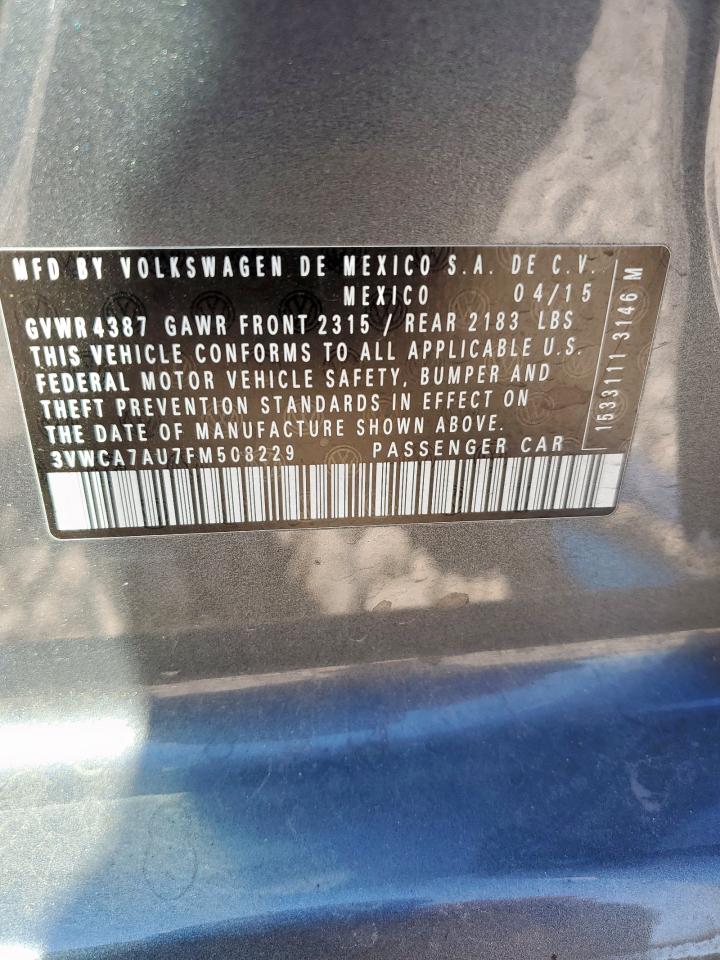 MFD BY VOLKSWAGEN DE MEXICO S.A. DE C.V.
MEXICO 04/15
GVWR 4387 GAWR FRONT 2315 / REAR 2183 LBS
THIS VEHICLE CONFORMS TO ALL APPLICABLE U.S.
FEDERAL MOTOR VEHICLE SAFETY, BUMPER AND
THEFT PREVENTION STANDARDS IN EFFECT ON
THE DATE OF MANUFACTURE SHOWN ABOVE.
3VWCA7AU7FM508229 PASSENGER CAR
1533111 3146 M